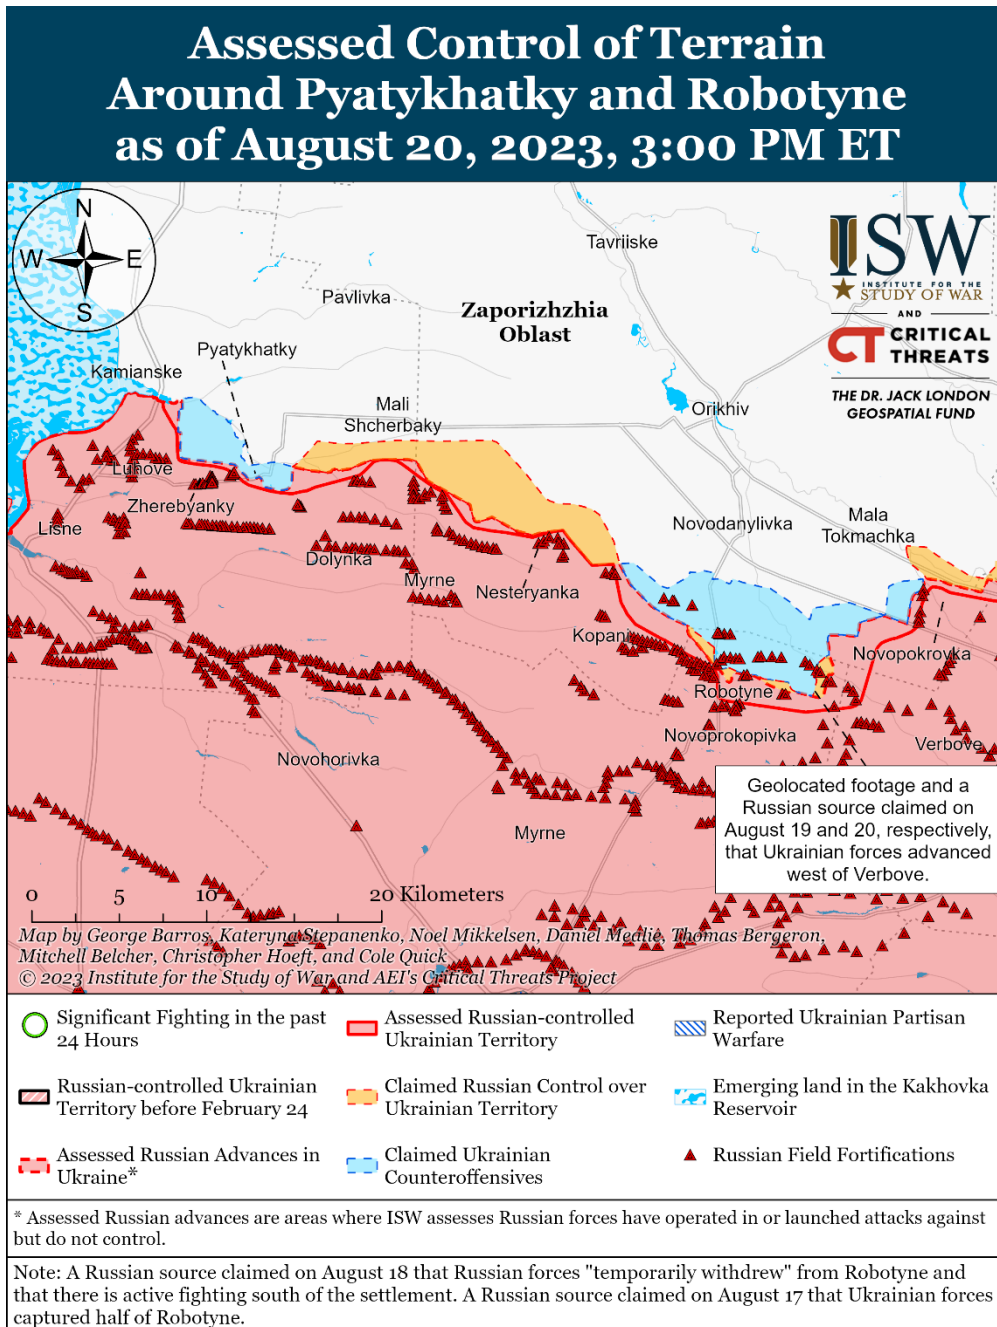 Assessed Control of Terrain
Around Pyatykhatky and Robotyne
as of August 20, 2023, 3:00 PM ET
N
W
E
S
Tavriiske
Pavlivka
Zaporizhzhia
Oblast
ISW
INSTITUTE FOR THE
STUDY OF WAR
AND
CT CRITICAL
THREATS
THE DR. JACK LONDON
GEOSPATIAL FUND
Pyatykhatky
Kamianske
Mali
Shcherbaky
Orikhiv
Luhove
Zherebyanky
Lisne
Novodanylivka
Mala
Tokmachka
Dolynka
Myrne
Nesteryanka
Kopani
Novopokrovka
Robotyne
Novoprokopivka
Verbove
Novohorivka
Myrne
Geolocated footage and a
Russian source claimed on
August 19 and 20, respectively,
that Ukrainian forces advanced
west of Verbove.
0 5 10 20 Kilometers
Map by George Barros, Kateryna Stepanenko, Noel Mikkelsen, Daniel Mealie, Thomas Bergeron,
Mitchell Belcher, Christopher Hoeft, and Cole Quick
© 2023 Institute for the Study of War and AEI's Critical Threats Project
Significant Fighting in the past
24 Hours
Assessed Russian-controlled
Ukrainian Territory
Reported Ukrainian Partisan
Warfare
Russian-controlled Ukrainian
Territory before February 24
Claimed Russian Control over
Ukrainian Territory
Emerging land in the Kakhovka
Reservoir
Assessed Russian Advances in
Ukraine*
Claimed Ukrainian
Counteroffensives
Russian Field Fortifications
* Assessed Russian advances are areas where ISW assesses Russian forces have operated in or launched attacks against
but do not control.
Note: A Russian source claimed on August 18 that Russian forces "temporarily withdrew" from Robotyne and
that there is active fighting south of the settlement. A Russian source claimed on August 17 that Ukrainian forces
captured half of Robotyne.